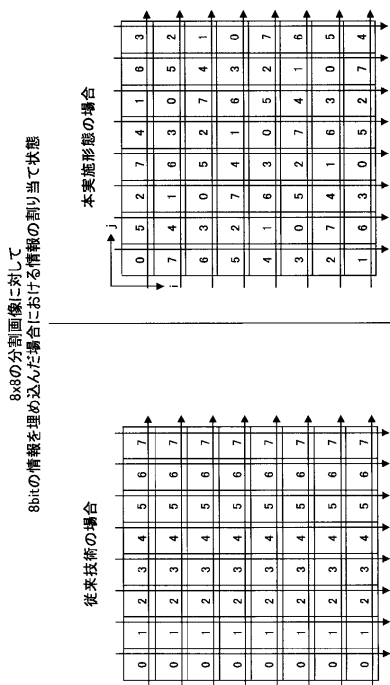 8x8の分割画像に対して
8bitの情報を埋め込んだ場合における情報の割り当て状態
従来技術の場合
0 1 2 3 4 5 6 7
0 1 2 3 4 5 6 7
0 1 2 3 4 5 6 7
0 1 2 3 4 5 6 7
0 1 2 3 4 5 6 7
0 1 2 3 4 5 6 7
0 1 2 3 4 5 6 7
0 1 2 3 4 5 6 7
本実施形態の場合
j
i
0 5 2 7 4 1 6 3
7 4 1 6 3 0 5 2
6 3 0 5 2 7 4 1
5 2 7 4 1 6 3 0
4 1 6 3 0 5 2 7
3 0 5 2 7 4 1 6
2 7 4 1 6 3 0 5
1 6 3 0 5 2 7 4